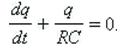 dq/dt + q/RC = 0.